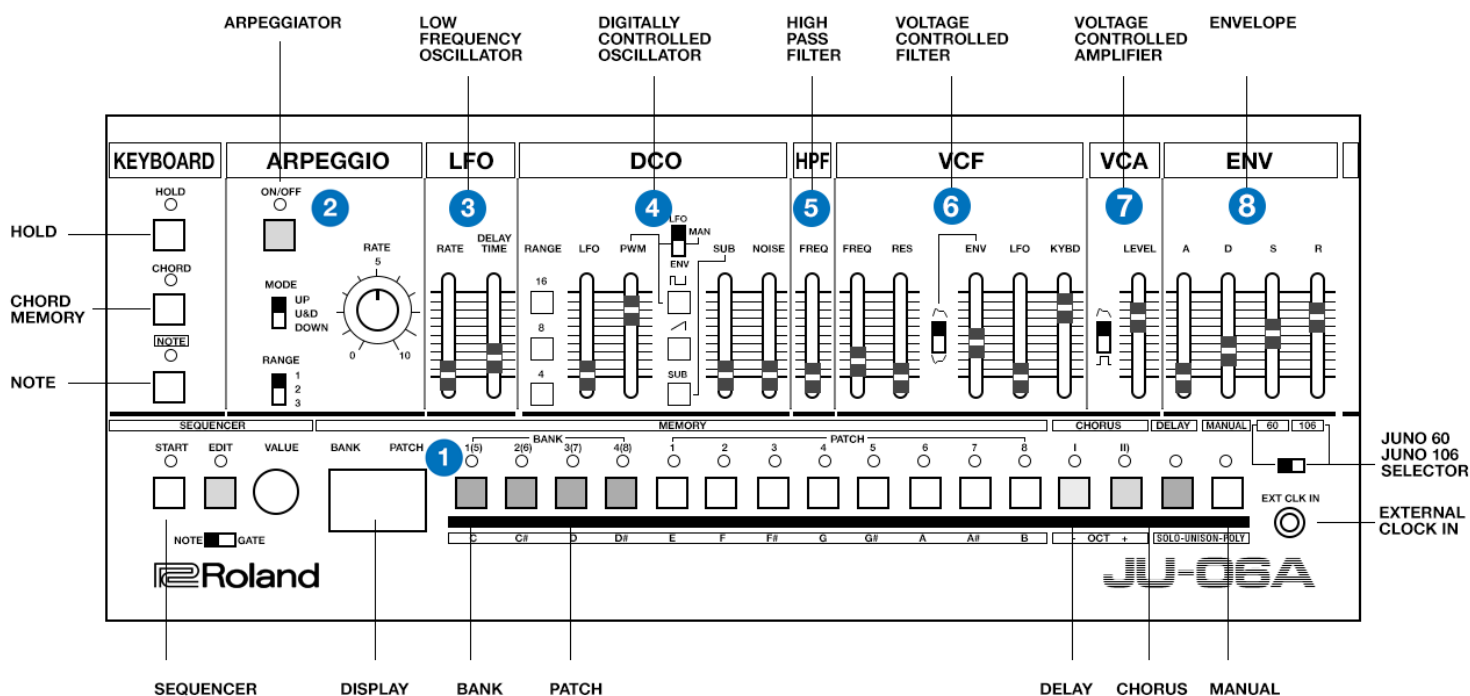 ARPEGGIATOR
LOW
FREQUENCY
OSCILLATOR
DIGITALLY
CONTROLLED
OSCILLATOR
HIGH
PASS
FILTER
VOLTAGE
CONTROLLED
FILTER
VOLTAGE
CONTROLLED
AMPLIFIER
ENVELOPE
KEYBOARD
ARPEGGIO
LFO
DCO
HPF
VCF
VCA
ENV
HOLD
CHORD
MEMORY
NOTE
HOLD
CHORD
NOTE
ON/OFF
2
RATE
5
0
10
MODE
UP
U&D
DOWN
RANGE
1
2
3
3
RATE
DELAY
TIME
4
LFO
MAN
ENV
RANGE
LFO
PWM
SUB
NOISE
16
8
4
SUB
5
FREQ
6
FREQ
RES
ENV
LFO
KYBD
7
LEVEL
8
A
D
S
R
SEQUENCER
MEMORY
CHORUS
DELAY
MANUAL
60
106
START
EDIT
VALUE
BANK
PATCH
1
BANK
1(5)
2(6)
3(7)
4(8)
PATCH
1
2
3
4
5
6
7
8
I
II)
JUNO 60
JUNO 106
SELECTOR
EXT CLK IN
EXTERNAL
CLOCK IN
NOTE
GATE
C
C#
D
D#
E
F
F#
G
G#
A
A#
B
- OCT +
SOLO-UNISON-POLY
Roland
JU-06A
SEQUENCER
DISPLAY
BANK
PATCH
DELAY
CHORUS
MANUAL